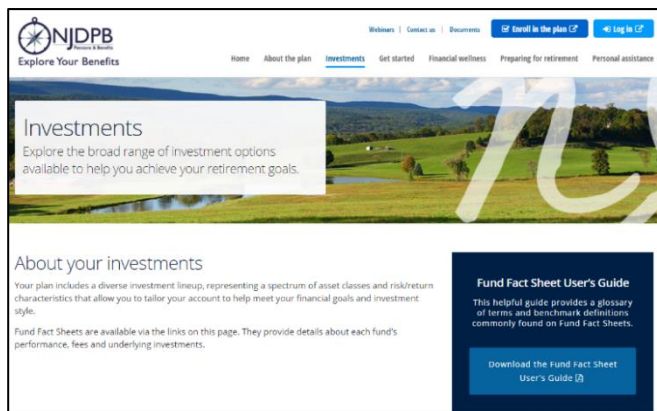 NJDPB
Pensions & Benefits
Explore Your Benefits
Webinars | Contact us | Documents
Enroll in the plan
Log in
Home
About the plan
Investments
Get started
Financial wellness
Preparing for retirement
Personal assistance
Investments
Explore the broad range of investment options
available to help you achieve your retirement goals.
About your investments
Your plan includes a diverse investment lineup, representing a spectrum of asset classes and risk/return
characteristics that allow you to tailor your account to help meet your financial goals and investment
style.
Fund Fact Sheets are available via the links on this page. They provide details about each fund's
performance, fees and underlying investments.
Fund Fact Sheet User's Guide
This helpful guide provides a glossary
of terms and benchmark definitions
commonly found on Fund Fact Sheets.
Download the Fund Fact Sheet
User's Guide